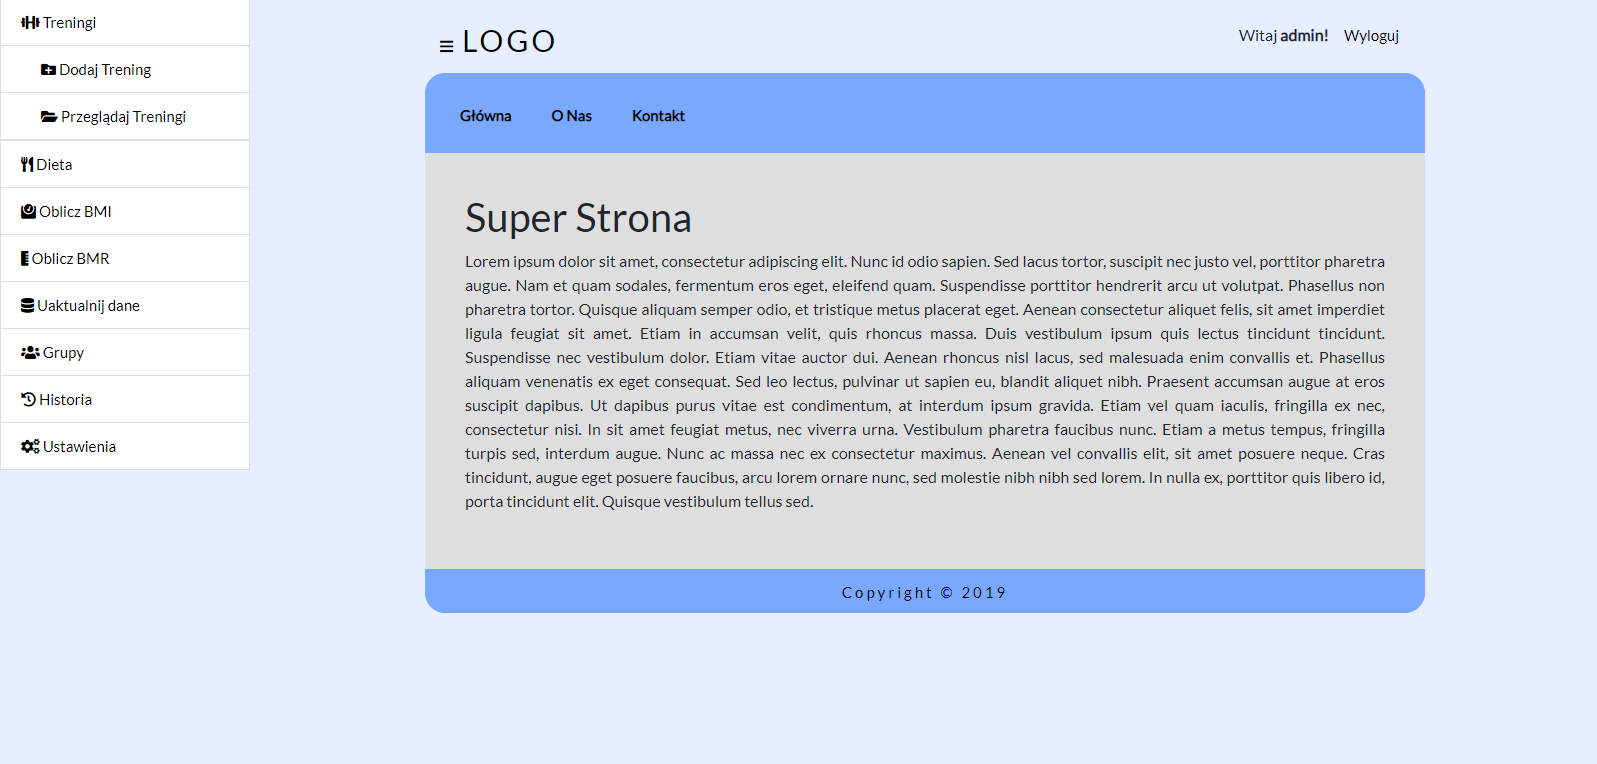 Treningi
Dodaj Trening
Przeglądaj Treningi
Dieta
Oblicz BMI
Oblicz BMR
Uaktualnij dane
Grupy
Historia
Ustawienia
LOGO
Witaj admin! Wyloguj
Główna O Nas Kontakt
Super Strona
Lorem ipsum dolor sit amet, consectetur adipiscing elit. Nunc id odio sapien. Sed lacus tortor, suscipit nec justo vel, porttitor pharetra
augue. Nam et quam sodales, fermentum eros eget, eleifend quam. Suspendisse porttitor hendrerit arcu ut volutpat. Phasellus non
pharetra tortor. Quisque aliquam semper odio, et tristique metus placerat eget. Aenean consectetur aliquet felis, sit amet imperdiet
ligula feugiat sit amet. Etiam in accumsan velit, quis rhoncus massa. Duis vestibulum ipsum quis lectus tincidunt tincidunt.
Suspendisse nec vestibulum dolor. Etiam vitae auctor dui. Aenean rhoncus nisl lacus, sed malesuada enim convallis et. Phasellus
aliquam venenatis ex eget consequat. Sed leo lectus, pulvinar ut sapien eu, blandit aliquet nibh. Praesent accumsan augue at eros
suscipit dapibus. Ut dapibus purus vitae est condimentum, at interdum ipsum gravida. Etiam vel quam iaculis, fringilla ex nec,
consectetur nisi. In sit amet feugiat metus, nec viverra urna. Vestibulum pharetra faucibus nunc. Etiam a metus tempus, fringilla
turpis sed, interdum augue. Nunc ac massa nec ex consectetur maximus. Aenean vel convallis elit, sit amet posuere neque. Cras
tincidunt, augue eget posuere faucibus, arcu lorem ornare nunc, sed molestie nibh nibh sed lorem. In nulla ex, porttitor quis libero id,
porta tincidunt elit. Quisque vestibulum tellus sed.
Copyright © 2019